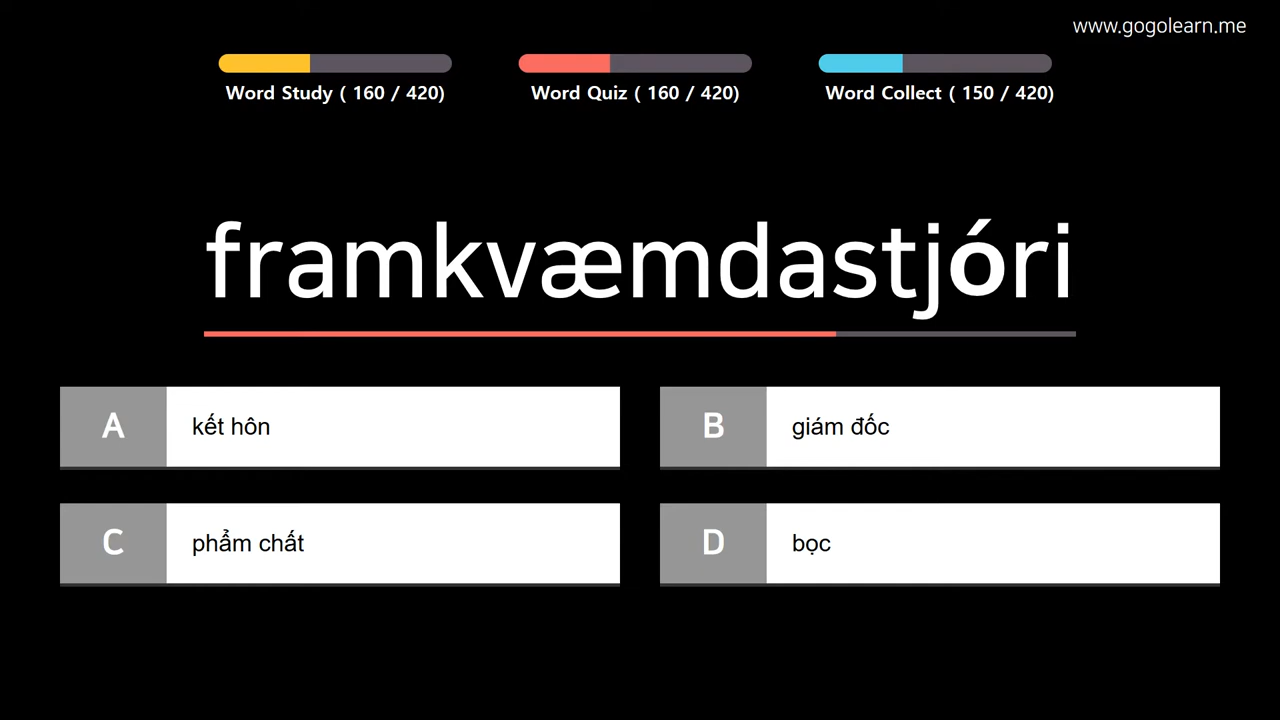 www.gogolearn.me
Word Study ( 160 / 420)
Word Quiz ( 160 / 420)
Word Collect ( 150 / 420)
framkvæmdastjóri
A kết hôn
B giám đốc
C phẩm chất
D bọc